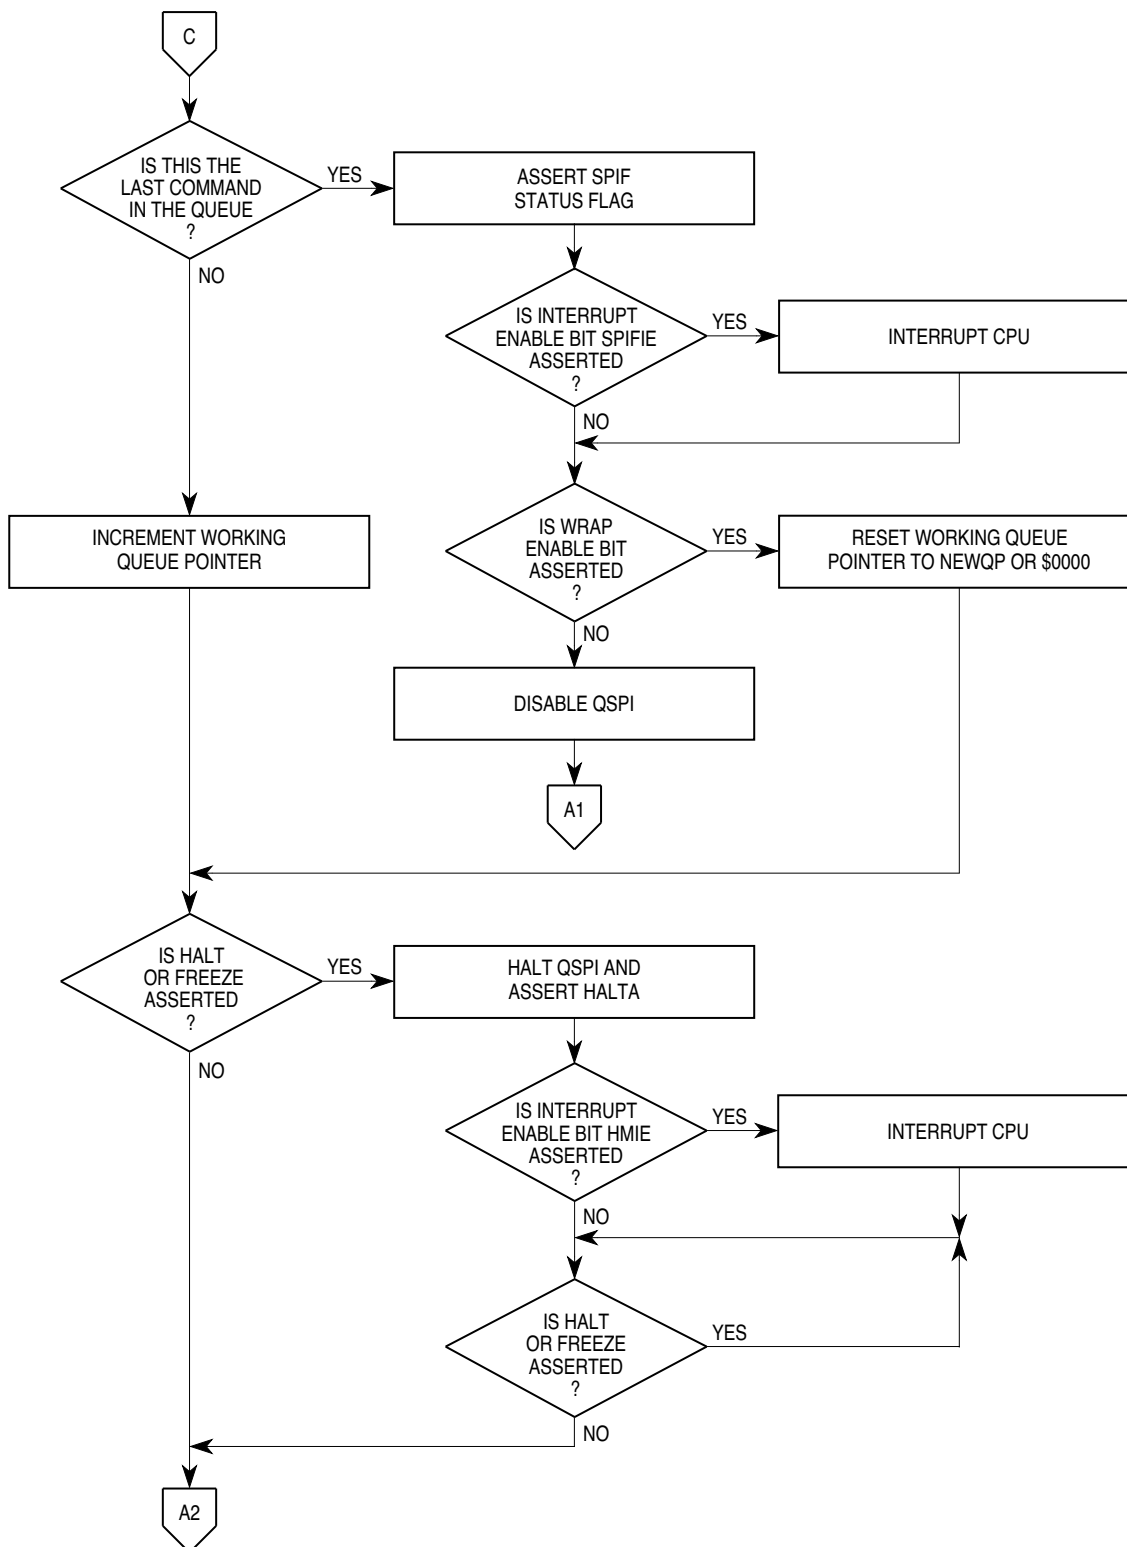 C
IS THIS THE
LAST COMMAND
IN THE QUEUE
?
YES
ASSERT SPIF
STATUS FLAG
NO
IS INTERRUPT
ENABLE BIT SPIFIE
ASSERTED
?
YES
INTERRUPT CPU
NO
INCREMENT WORKING
QUEUE POINTER
IS WRAP
ENABLE BIT
ASSERTED
?
YES
RESET WORKING QUEUE
POINTER TO NEWQP OR $0000
NO
DISABLE QSPI
A1
IS HALT
OR FREEZE
ASSERTED
?
YES
HALT QSPI AND
ASSERT HALTA
NO
IS INTERRUPT
ENABLE BIT HMIE
ASSERTED
?
YES
INTERRUPT CPU
NO
IS HALT
OR FREEZE
ASSERTED
?
YES
NO
A2